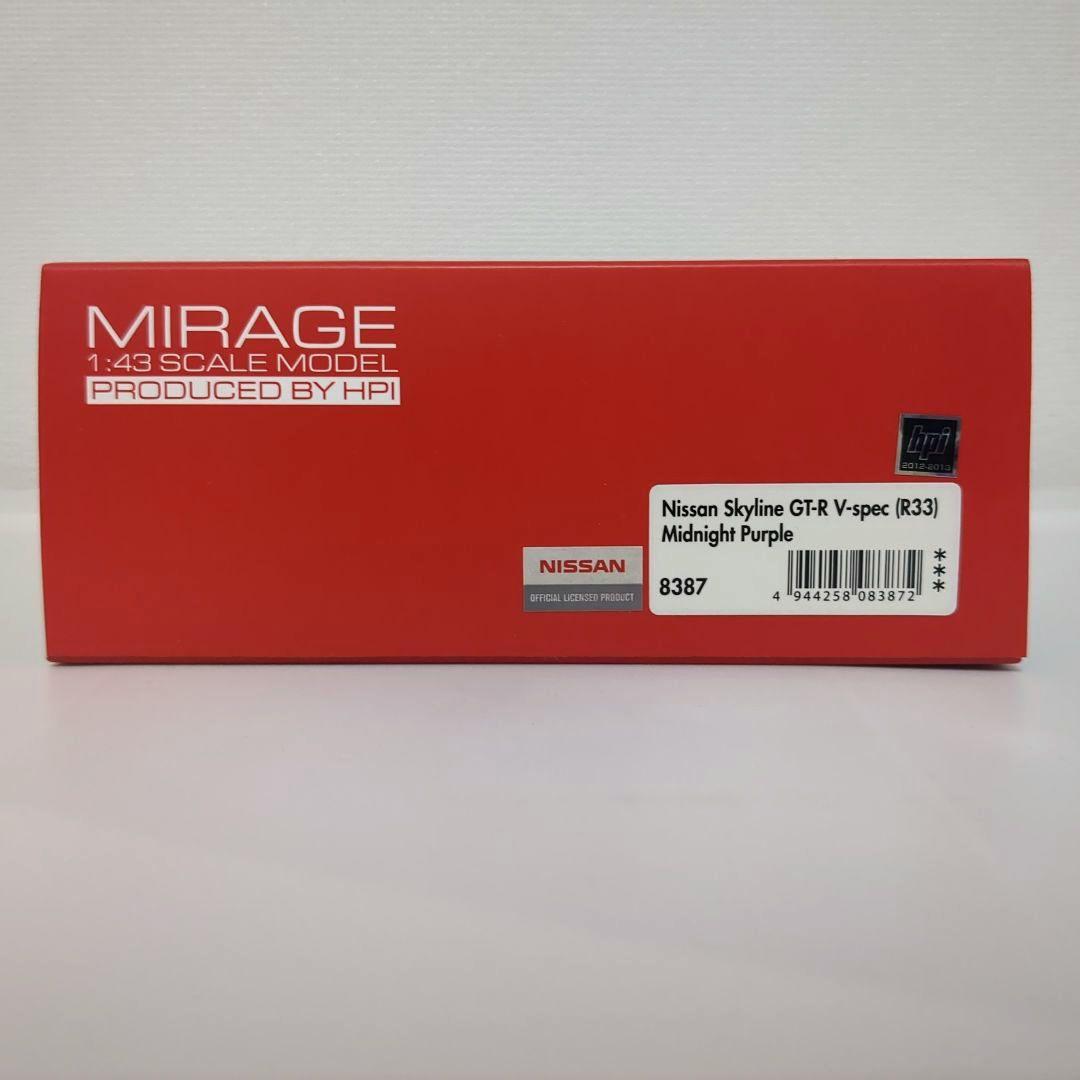 MIRAGE
1:43 SCALE MODEL
PRODUCED BY HPI
hpi
2012-2013
Nissan Skyline GT-R V-spec (R33)
Midnight Purple
NISSAN
OFFICIAL LICENSED PRODUCT
8387
4 944258 083872
***